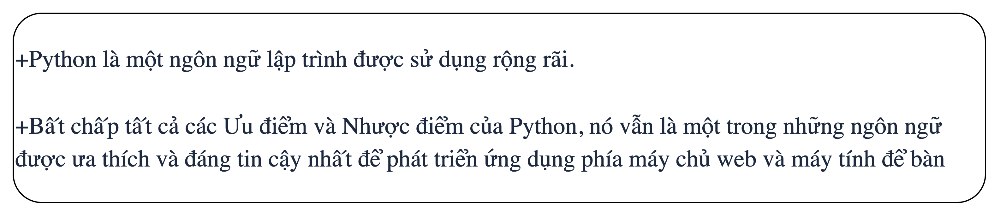 +Python là một ngôn ngữ lập trình được sử dụng rộng rãi.
+Bất chấp tất cả các Ưu điểm và Nhược điểm của Python, nó vẫn là một trong những ngôn ngữ
được ưa thích và đáng tin cậy nhất để phát triển ứng dụng phía máy chủ web và máy tính để bàn